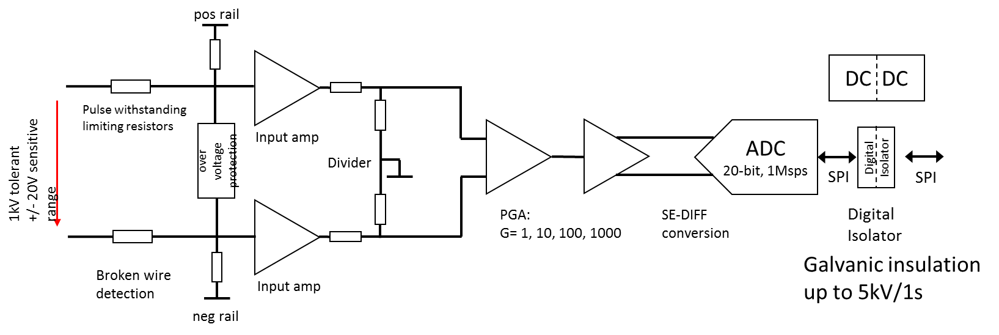 pos rail
1kV tolerant
+/- 20V sensitive
range
Pulse withstanding
limiting resistors
over
voltage
protection
Input amp
Divider
Broken wire
detection
neg rail
Input amp
PGA:
G= 1, 10, 100, 1000
SE-DIFF
conversion
ADC
20-bit, 1Msps
SPI
DC DC
Digital
Isolator
SPI
Digital
Isolator
Galvanic insulation
up to 5kV/1s